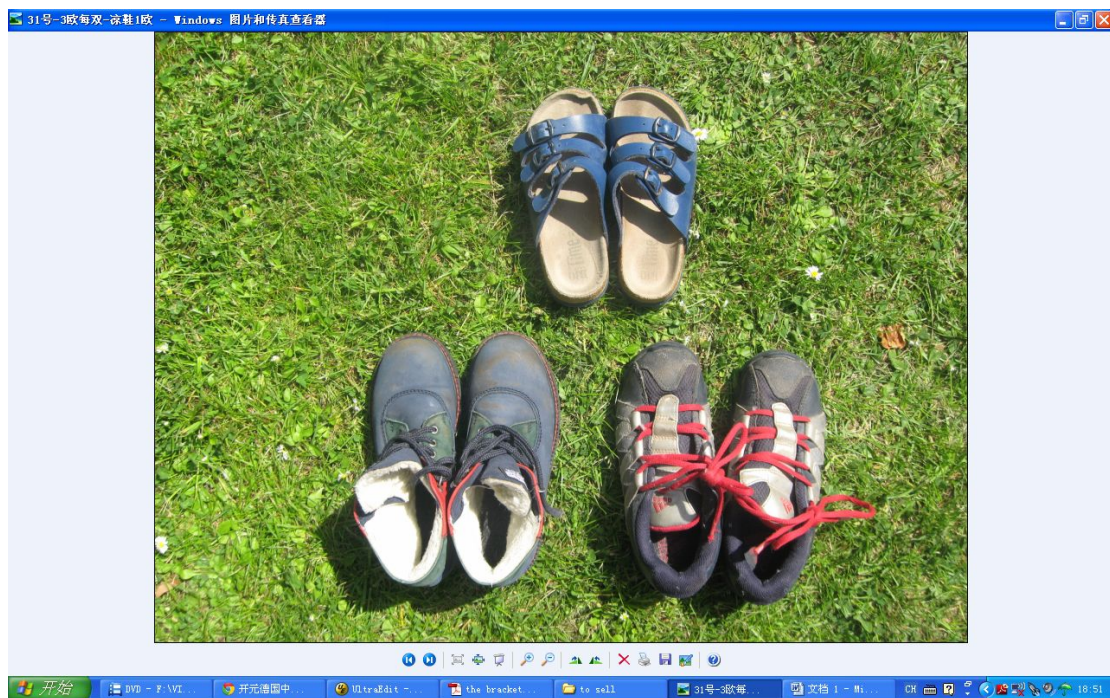 31号-3欧每双-凉鞋1欧 - Windows 图片和传真查看器
Time
开始
DVD - F:\VI...
开元德国中...
UltraEdit -...
the bracket...
to sell
31号-3欧每...
文档 1 - Mi...
CH
18:51